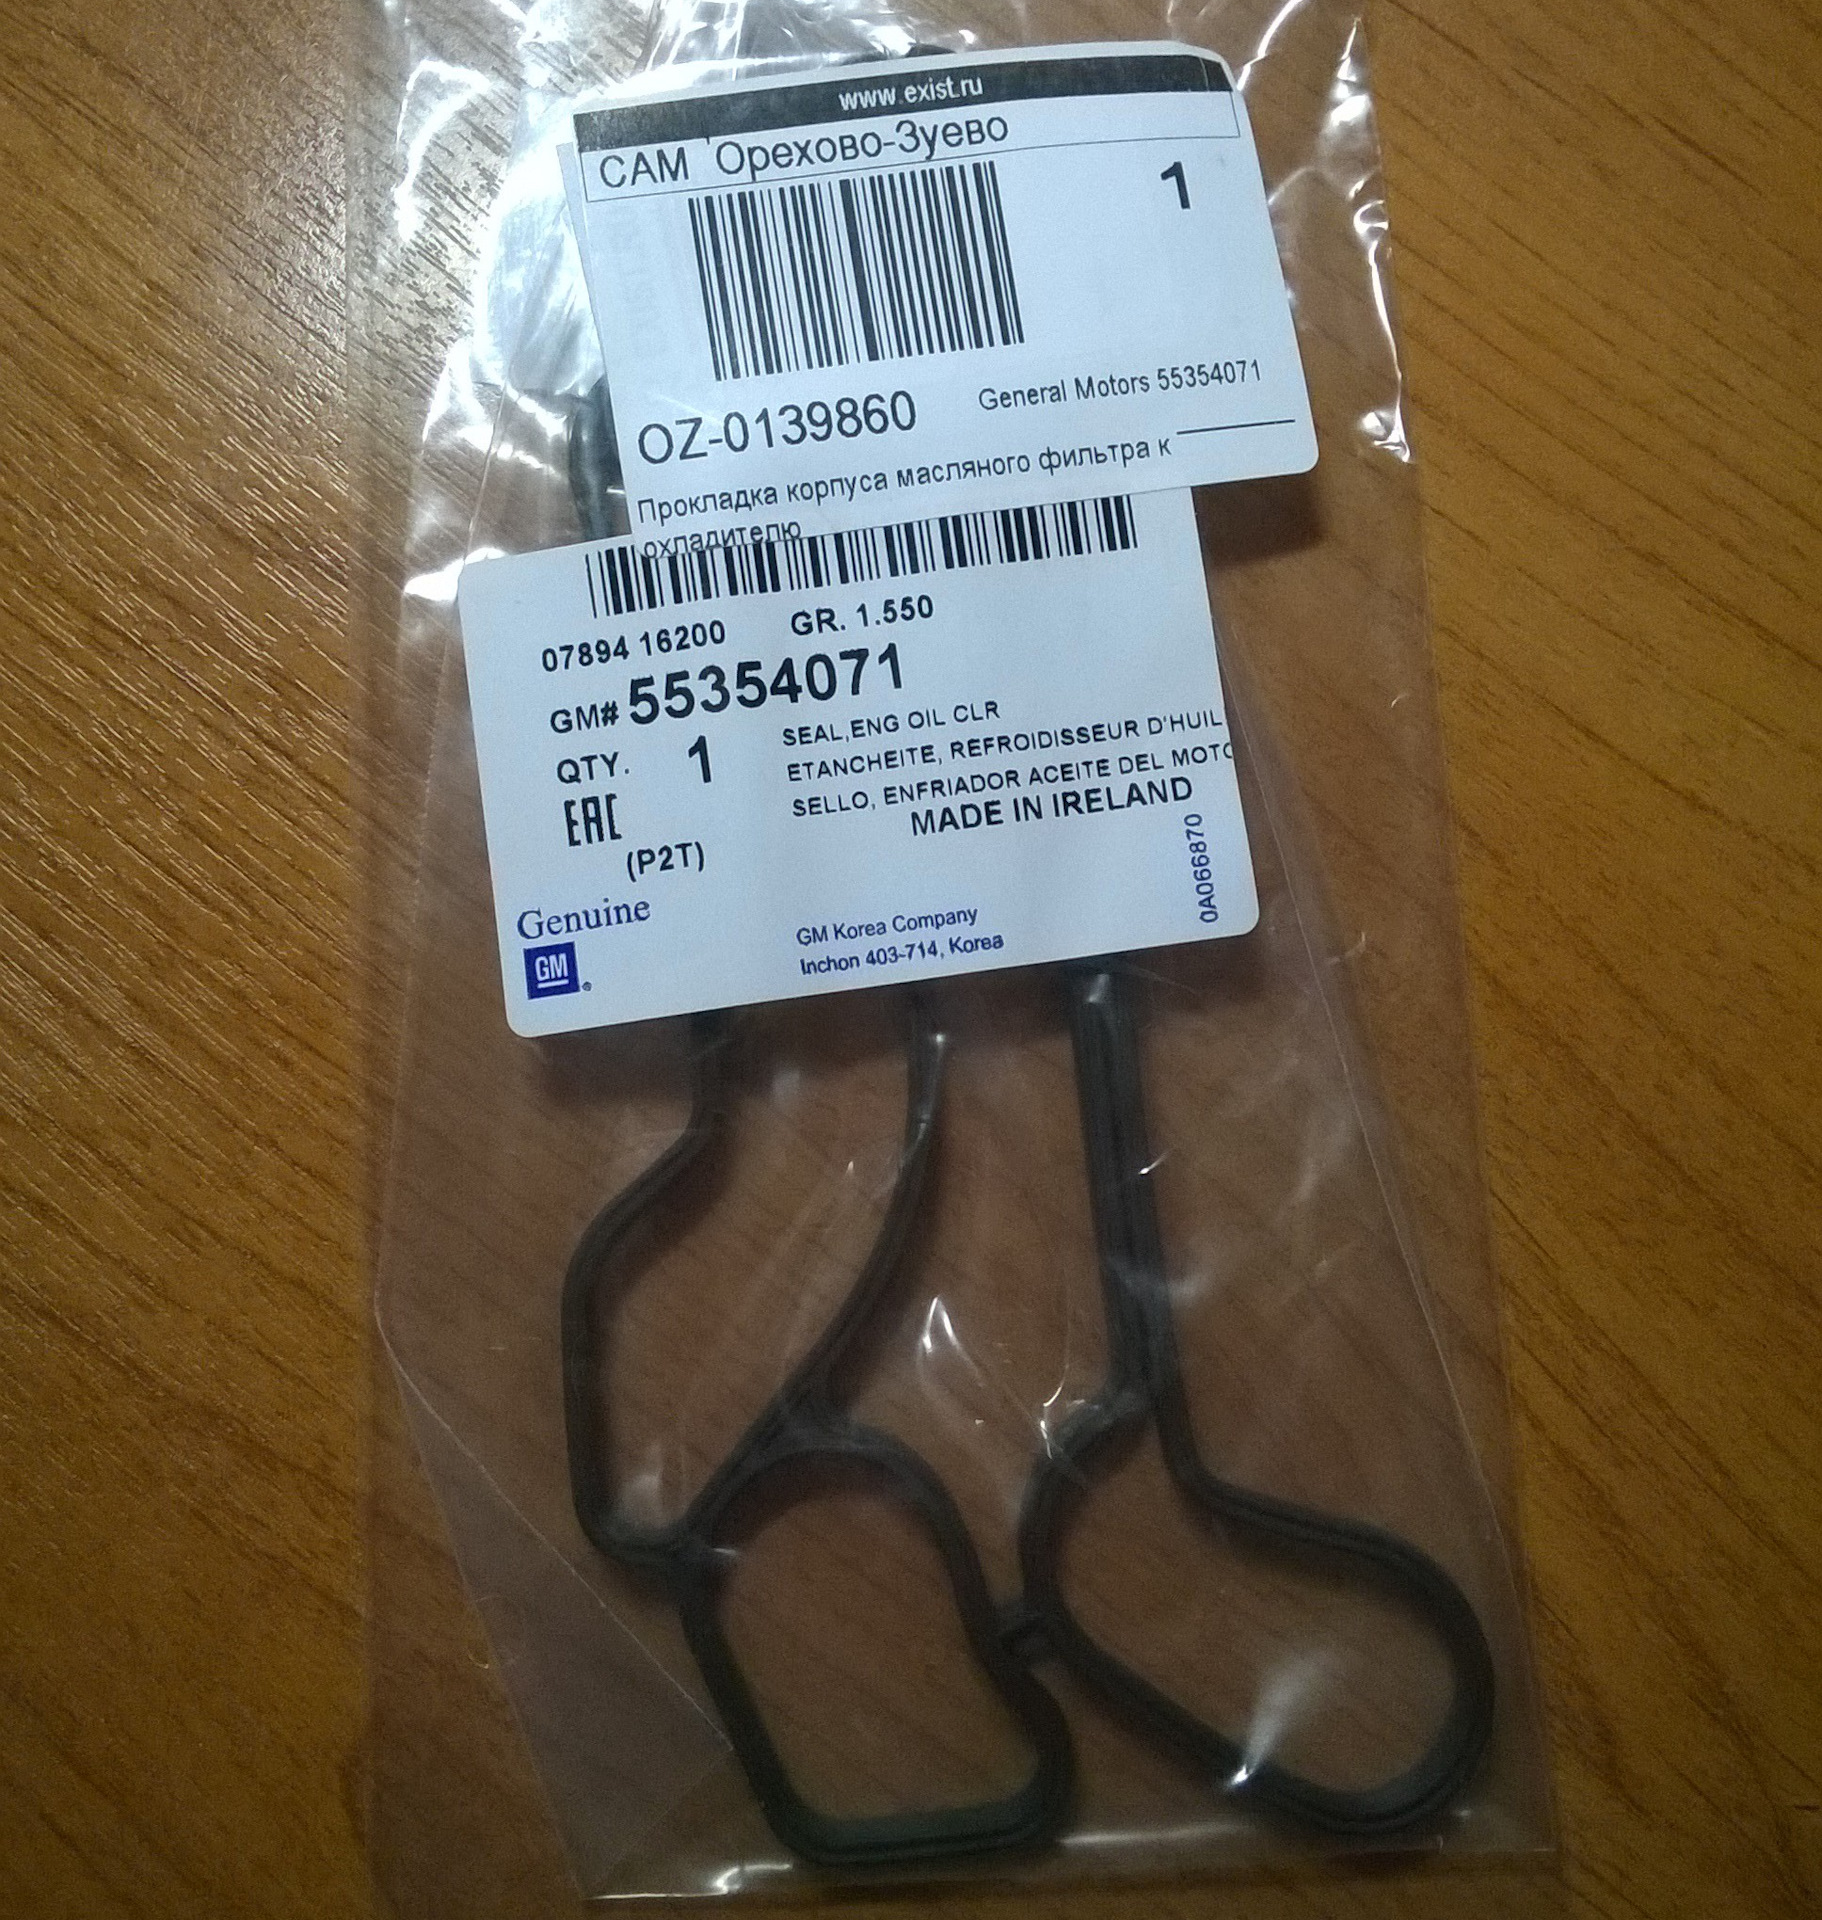 www.exist.ru
САМ 'Орехово-Зуево
1
OZ-0139860
General Motors 55354071
Прокладка корпуса масляного фильтра к
охладителю
07894 16200 GR. 1.550
GM# 55354071
QTY. 1
SEAL,ENG OIL CLR
ETANCHEITE, REFROIDISSEUR D'HUIL
SELLO, ENFRIADOR ACEITE DEL MOTO
MADE IN IRELAND
EAC
(P2T)
0A066870
Genuine
GM
GM Korea Company
Inchon 403-714, Korea